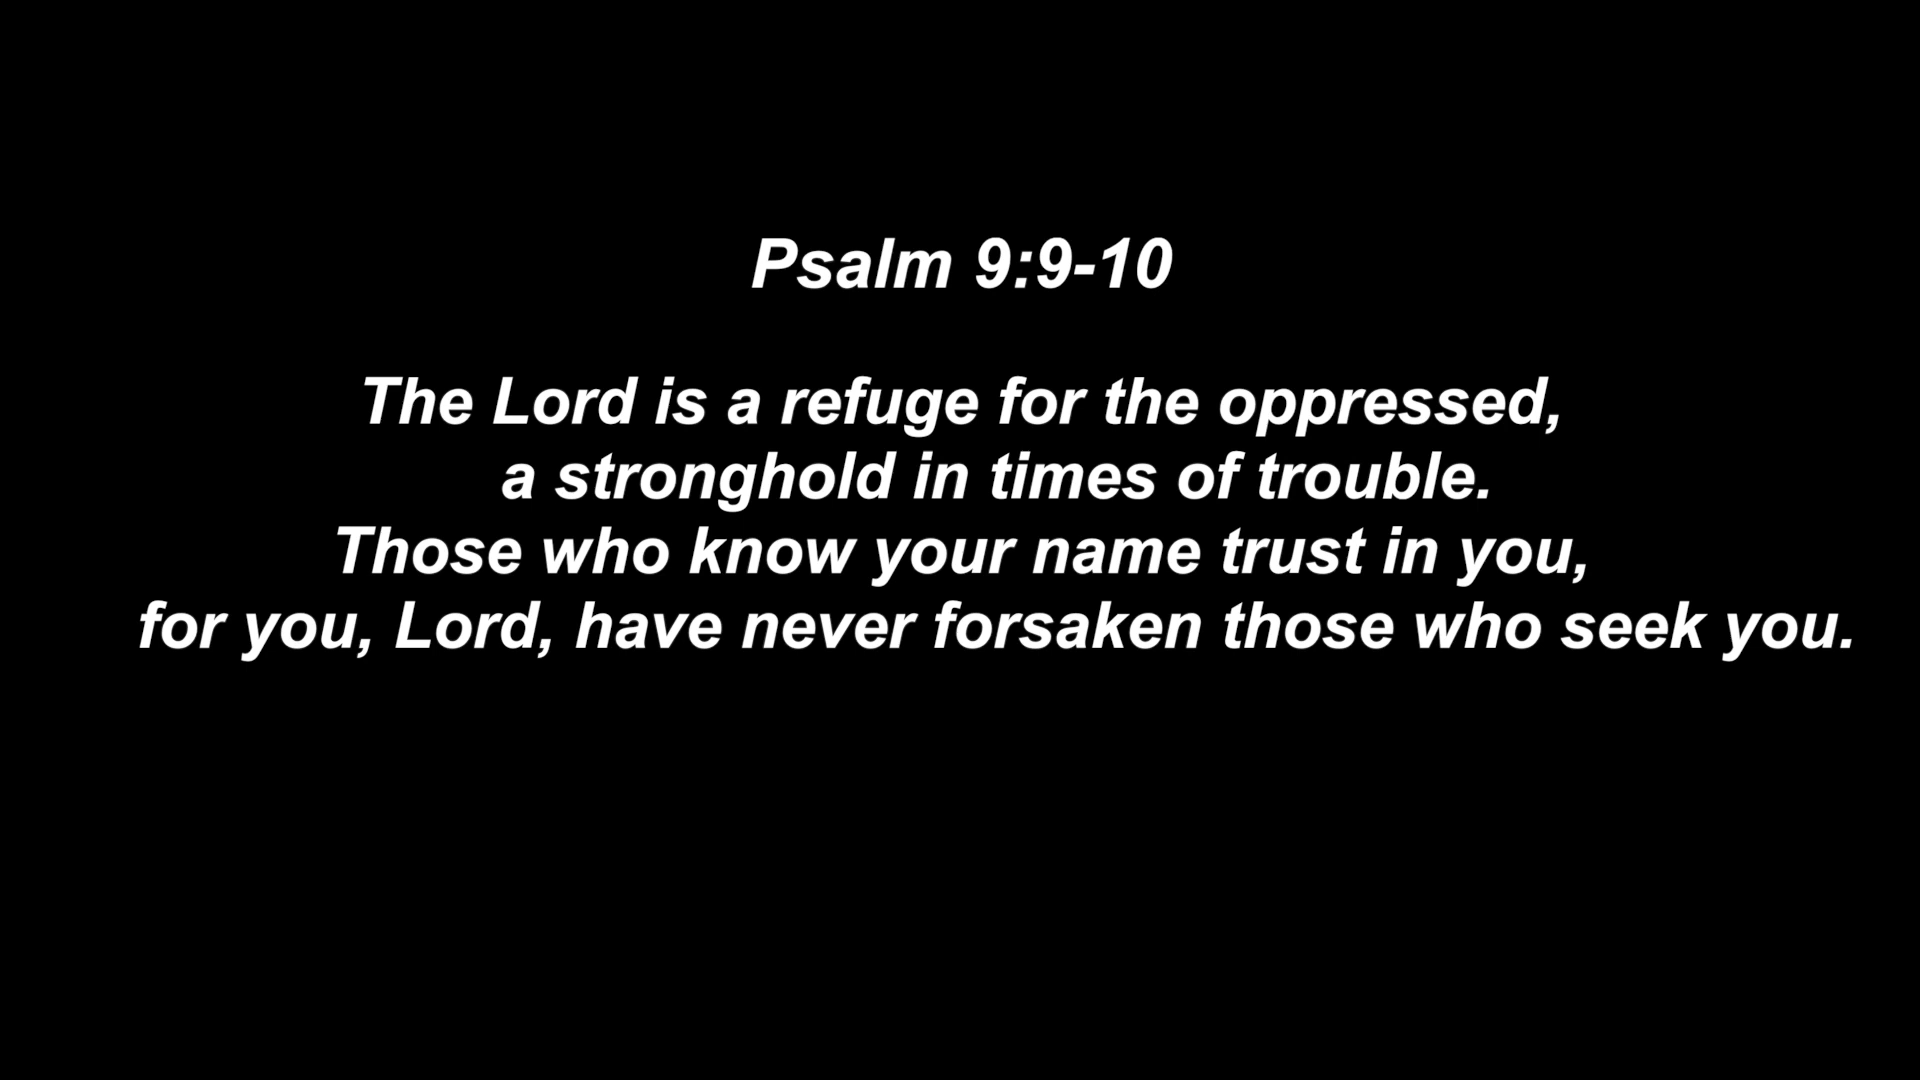 Psalm 9:9-10
The Lord is a refuge for the oppressed,
a stronghold in times of trouble.
Those who know your name trust in you,
for you, Lord, have never forsaken those who seek you.